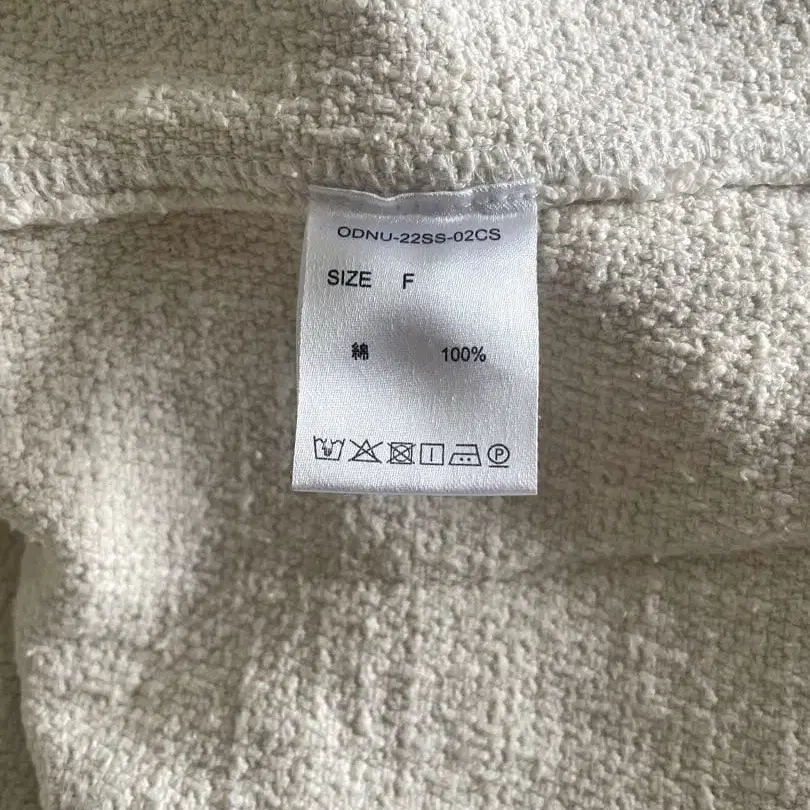 ODNU-22SS-02CS
SIZE F
綿 100%
P